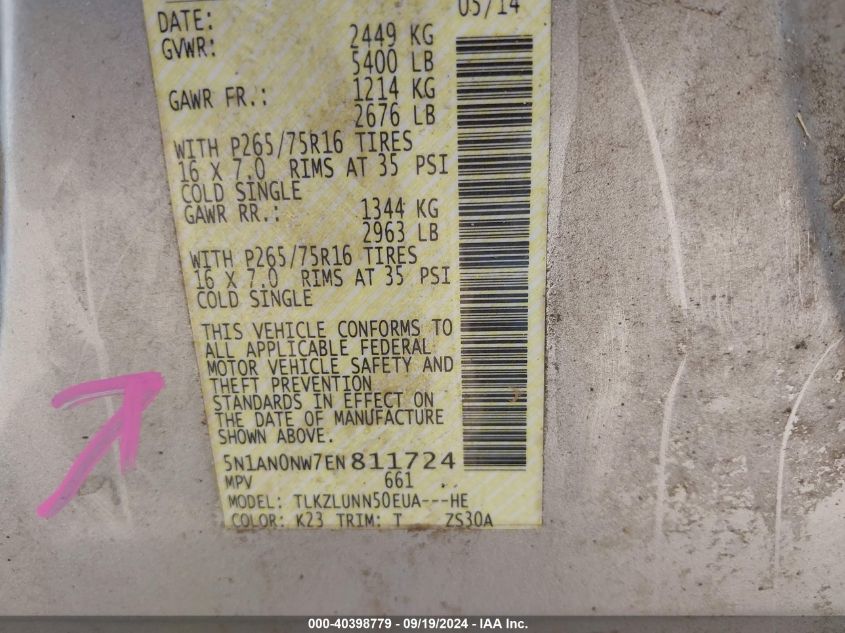 DATE: 05/14
GVWR: 2449 KG
5400 LB
GAWR FR.: 1214 KG
2676 LB
WITH P265/75R16 TIRES
16 X 7.0 RIMS AT 35 PSI
COLD SINGLE
GAWR RR.: 1344 KG
2963 LB
WITH P265/75R16 TIRES
16 X 7.0 RIMS AT 35 PSI
COLD SINGLE
THIS VEHICLE CONFORMS TO
ALL APPLICABLE FEDERAL
MOTOR VEHICLE SAFETY AND
THEFT PREVENTION
STANDARDS IN EFFECT ON
THE DATE OF MANUFACTURE
SHOWN ABOVE.
5N1AN0NW7EN811724
MPV 661
MODEL: TLKZLUNN50EUA---HE
COLOR: K23 TRIM: T ZS30A
000-40398779 - 09/19/2024 - IAA Inc.